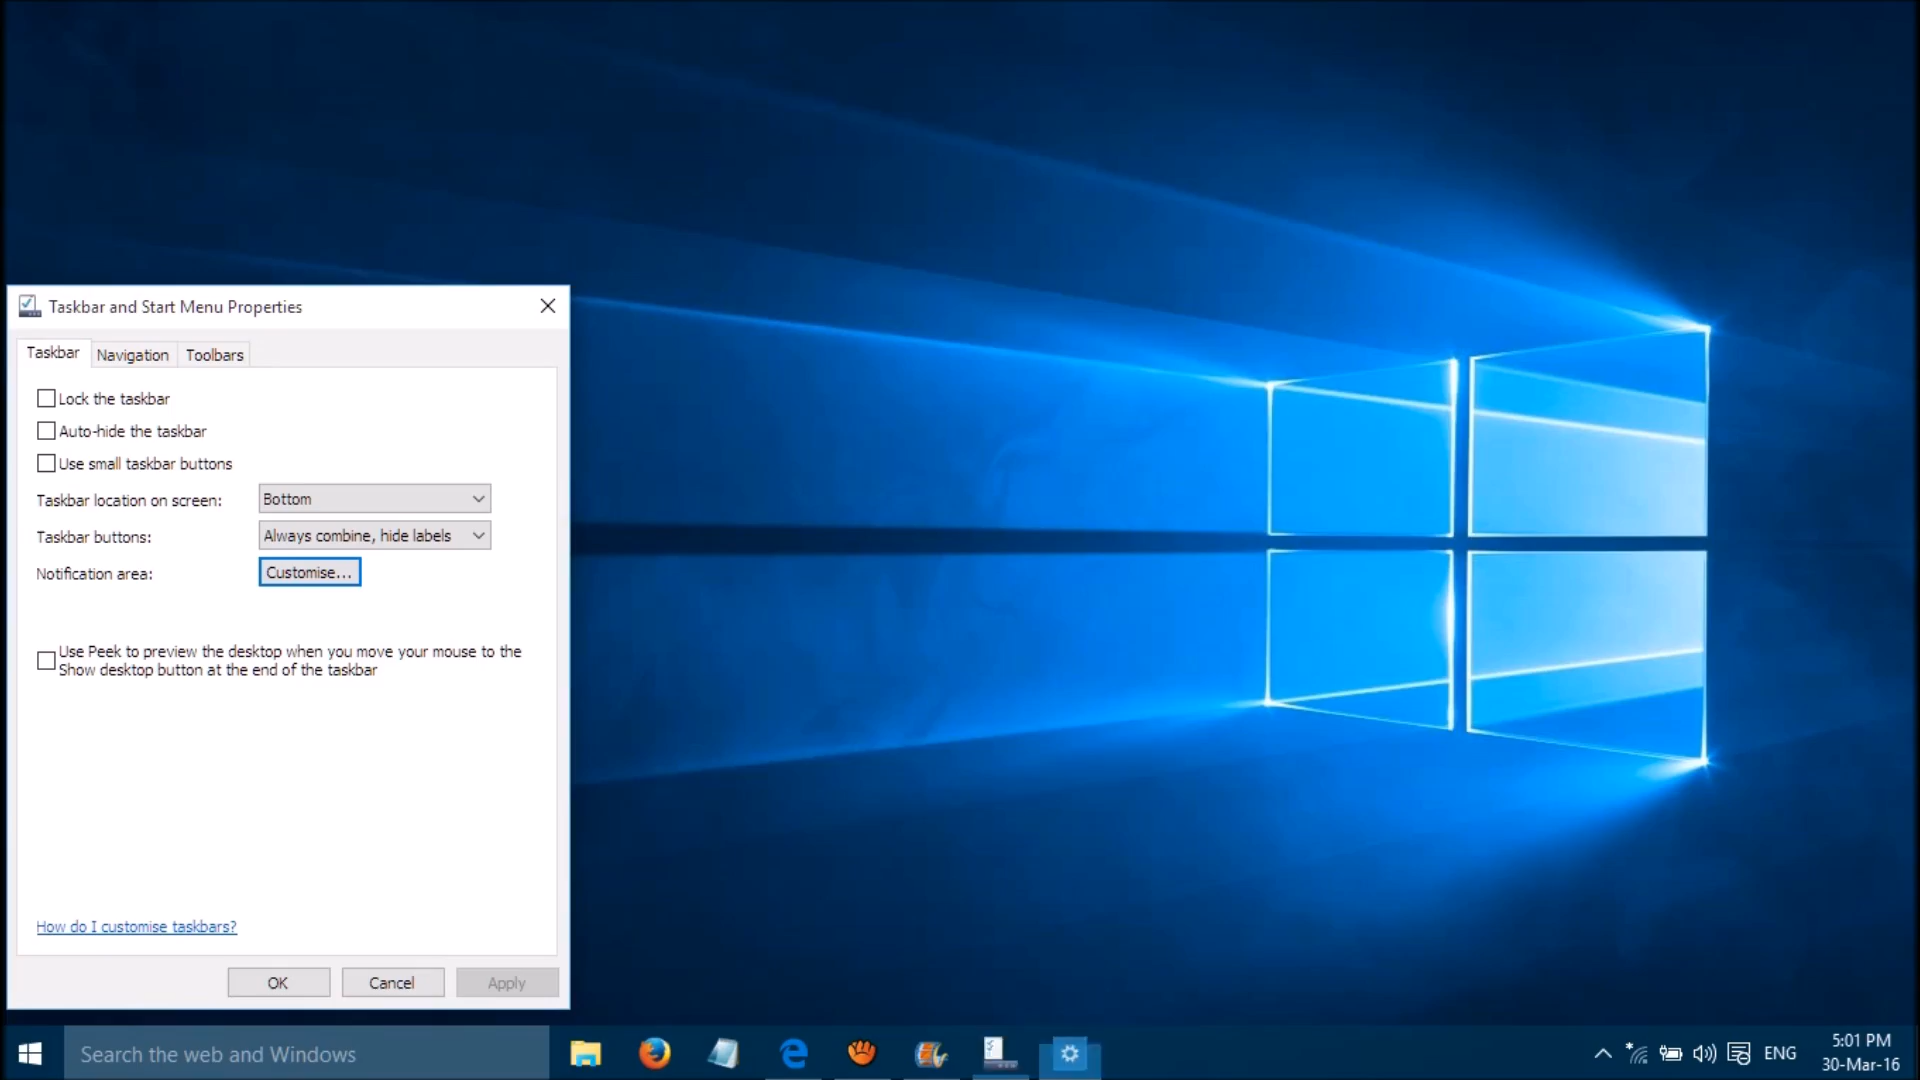 Taskbar and Start Menu Properties
Taskbar
Navigation
Toolbars
Lock the taskbar
Auto-hide the taskbar
Use small taskbar buttons
Taskbar location on screen:
Bottom
Taskbar buttons:
Always combine, hide labels
Notification area:
Customise...
Use Peek to preview the desktop when you move your mouse to the
Show desktop button at the end of the taskbar
How do I customise taskbars?
OK
Cancel
Apply
Search the web and Windows
ENG
5:01 PM
30-Mar-16